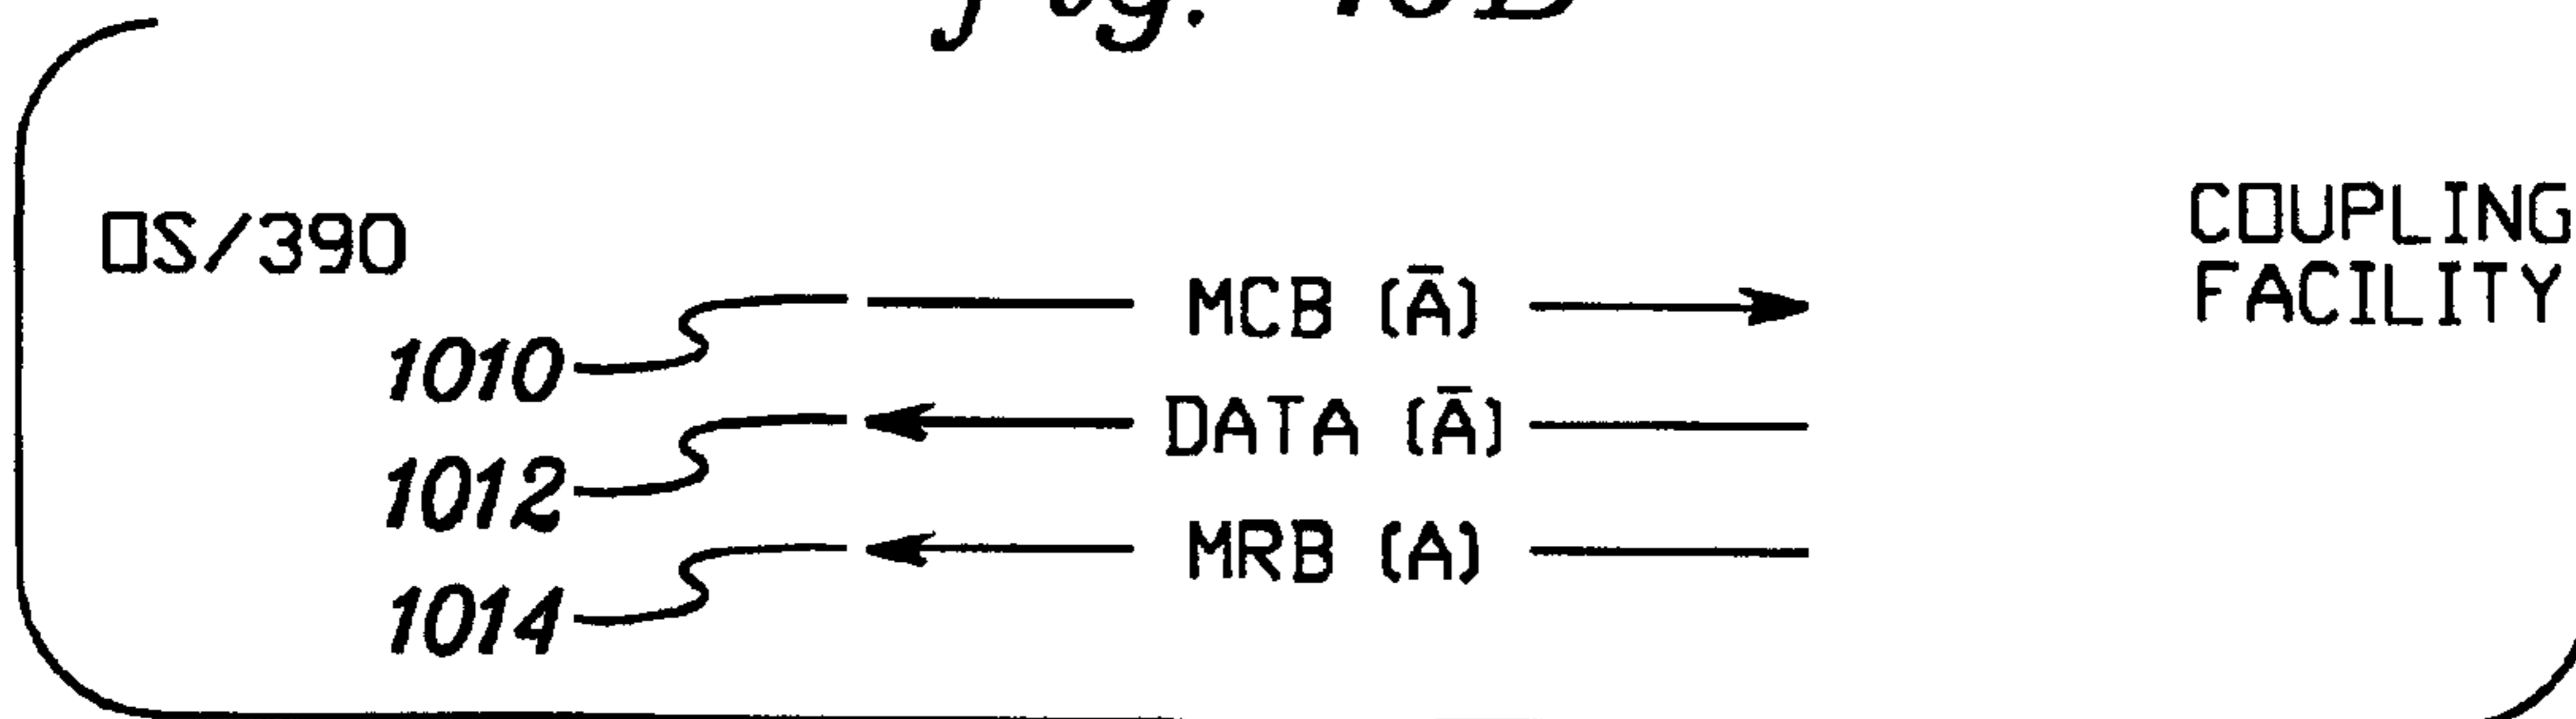 OS/390
COUPLING
FACILITY
1010
MCB (Ā)
1012
DATA (Ā)
1014
MRB (A)